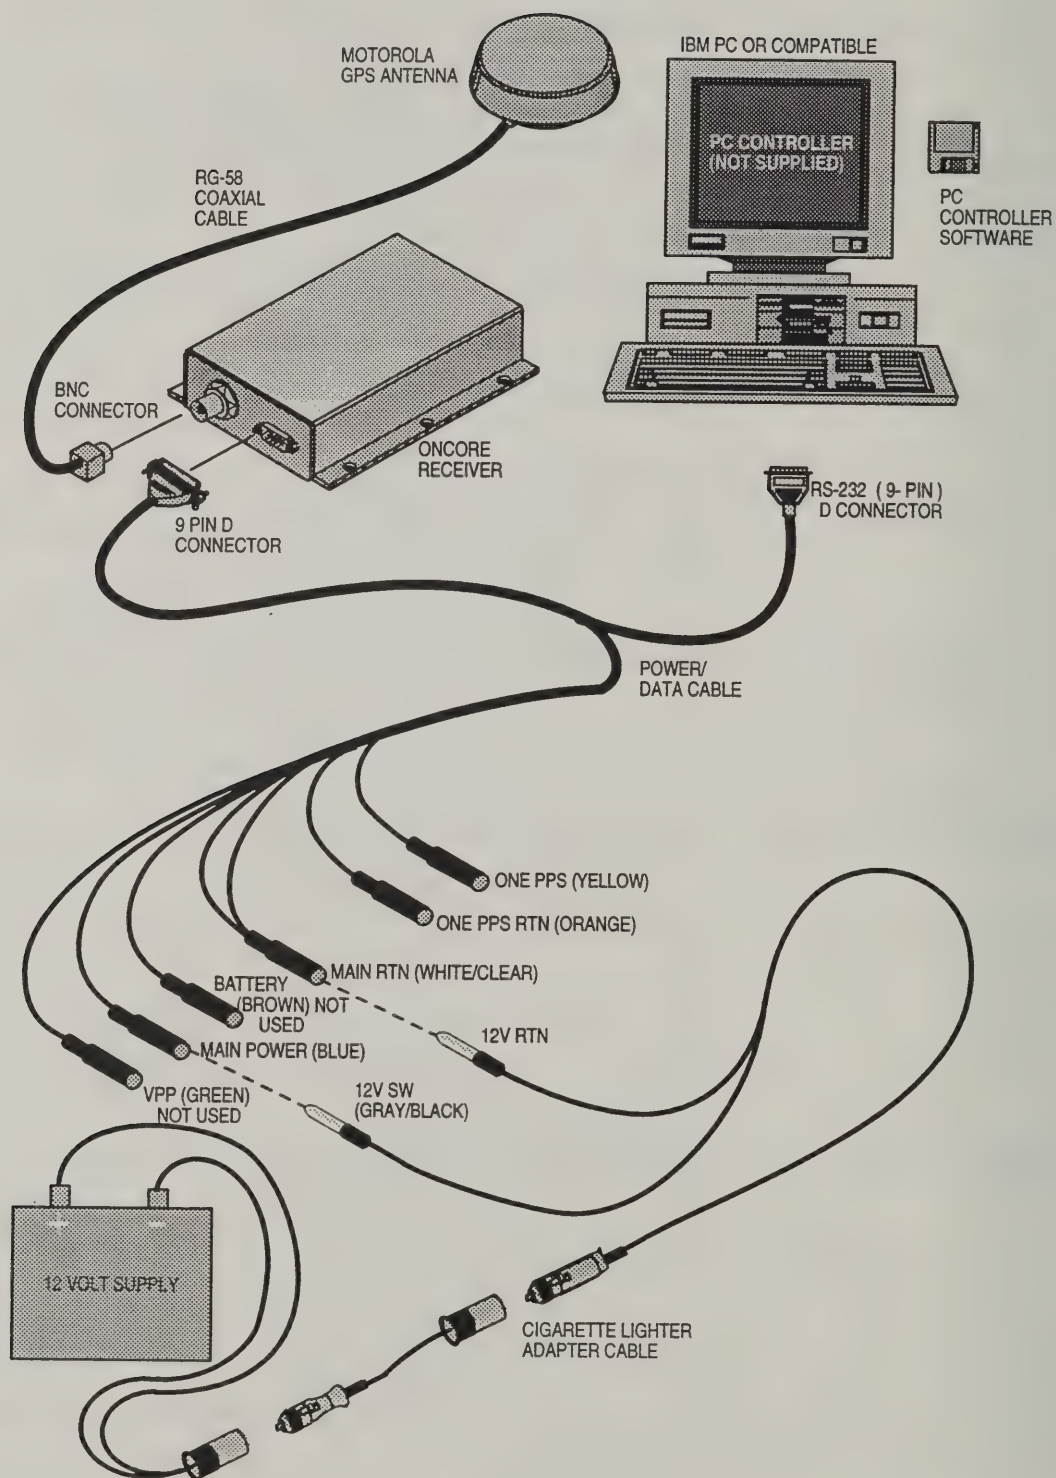 MOTOROLA
GPS ANTENNA
IBM PC OR COMPATIBLE
PC CONTROLLER
(NOT SUPPLIED)
PC
CONTROLLER
SOFTWARE
RG-58
COAXIAL
CABLE
BNC
CONNECTOR
ONCORE
RECEIVER
9 PIN D
CONNECTOR
RS-232 ( 9- PIN )
D CONNECTOR
POWER/
DATA CABLE
ONE PPS (YELLOW)
ONE PPS RTN (ORANGE)
MAIN RTN (WHITE/CLEAR)
BATTERY
(BROWN) NOT
USED
12V RTN
MAIN POWER (BLUE)
VPP (GREEN)
NOT USED
12V SW
(GRAY/BLACK)
+ −
12 VOLT SUPPLY
CIGARETTE LIGHTER
ADAPTER CABLE